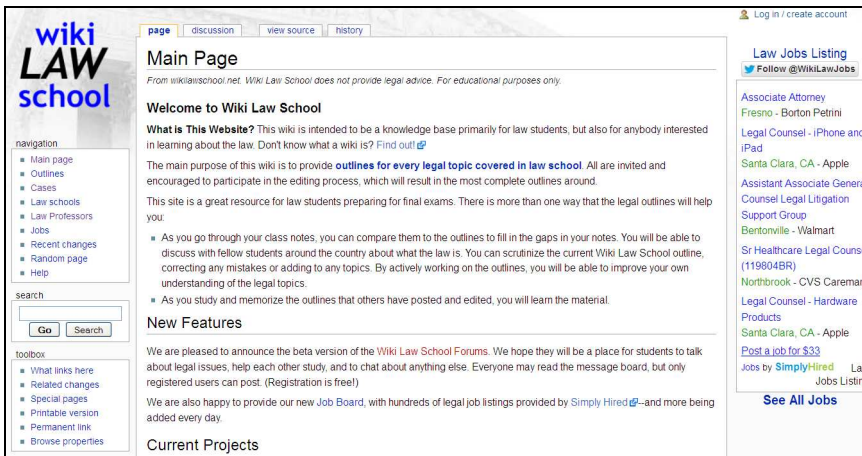 Log in / create account
wiki
LAW
school
page discussion view source history
Main Page
From wikilawschool.net. Wiki Law School does not provide legal advice. For educational purposes only.
Welcome to Wiki Law School
What is This Website? This wiki is intended to be a knowledge base primarily for law students, but also for anybody interested
in learning about the law. Don't know what a wiki is? Find out!
The main purpose of this wiki is to provide outlines for every legal topic covered in law school. All are invited and
encouraged to participate in the editing process, which will result in the most complete outlines around.
This site is a great resource for law students preparing for final exams. There is more than one way that the legal outlines will help
you:
As you go through your class notes, you can compare them to the outlines to fill in the gaps in your notes. You will be able to
discuss with fellow students around the country about what the law is. You can scrutinize the current Wiki Law School outline,
correcting any mistakes or adding to any topics. By actively working on the outlines, you will be able to improve your own
understanding of the legal topics.
As you study and memorize the outlines that others have posted and edited, you will learn the material.
New Features
We are pleased to announce the beta version of the Wiki Law School Forums. We hope they will be a place for students to talk
about legal issues, help each other study, and to chat about anything else. Everyone may read the message board, but only
registered users can post. (Registration is free!)
We are also happy to provide our new Job Board, with hundreds of legal job listings provided by Simply Hired--and more being
added every day.
Current Projects
navigation
Main page
Outlines
Cases
Law schools
Law Professors
Jobs
Recent changes
Random page
Help
search
Go Search
toolbox
What links here
Related changes
Special pages
Printable version
Permanent link
Browse properties
Law Jobs Listing
Follow @WikiLawJobs
Associate Attorney
Fresno - Borton Petrini
Legal Counsel - iPhone and
iPad
Santa Clara, CA - Apple
Assistant Associate Genera
Counsel Legal Litigation
Support Group
Bentonville - Walmart
Sr Healthcare Legal Couns
(119804BR)
Northbrook - CVS Caremar
Legal Counsel - Hardware
Products
Santa Clara, CA - Apple
Post a job for $33
Jobs by SimplyHired La
Jobs Listin
See All Jobs